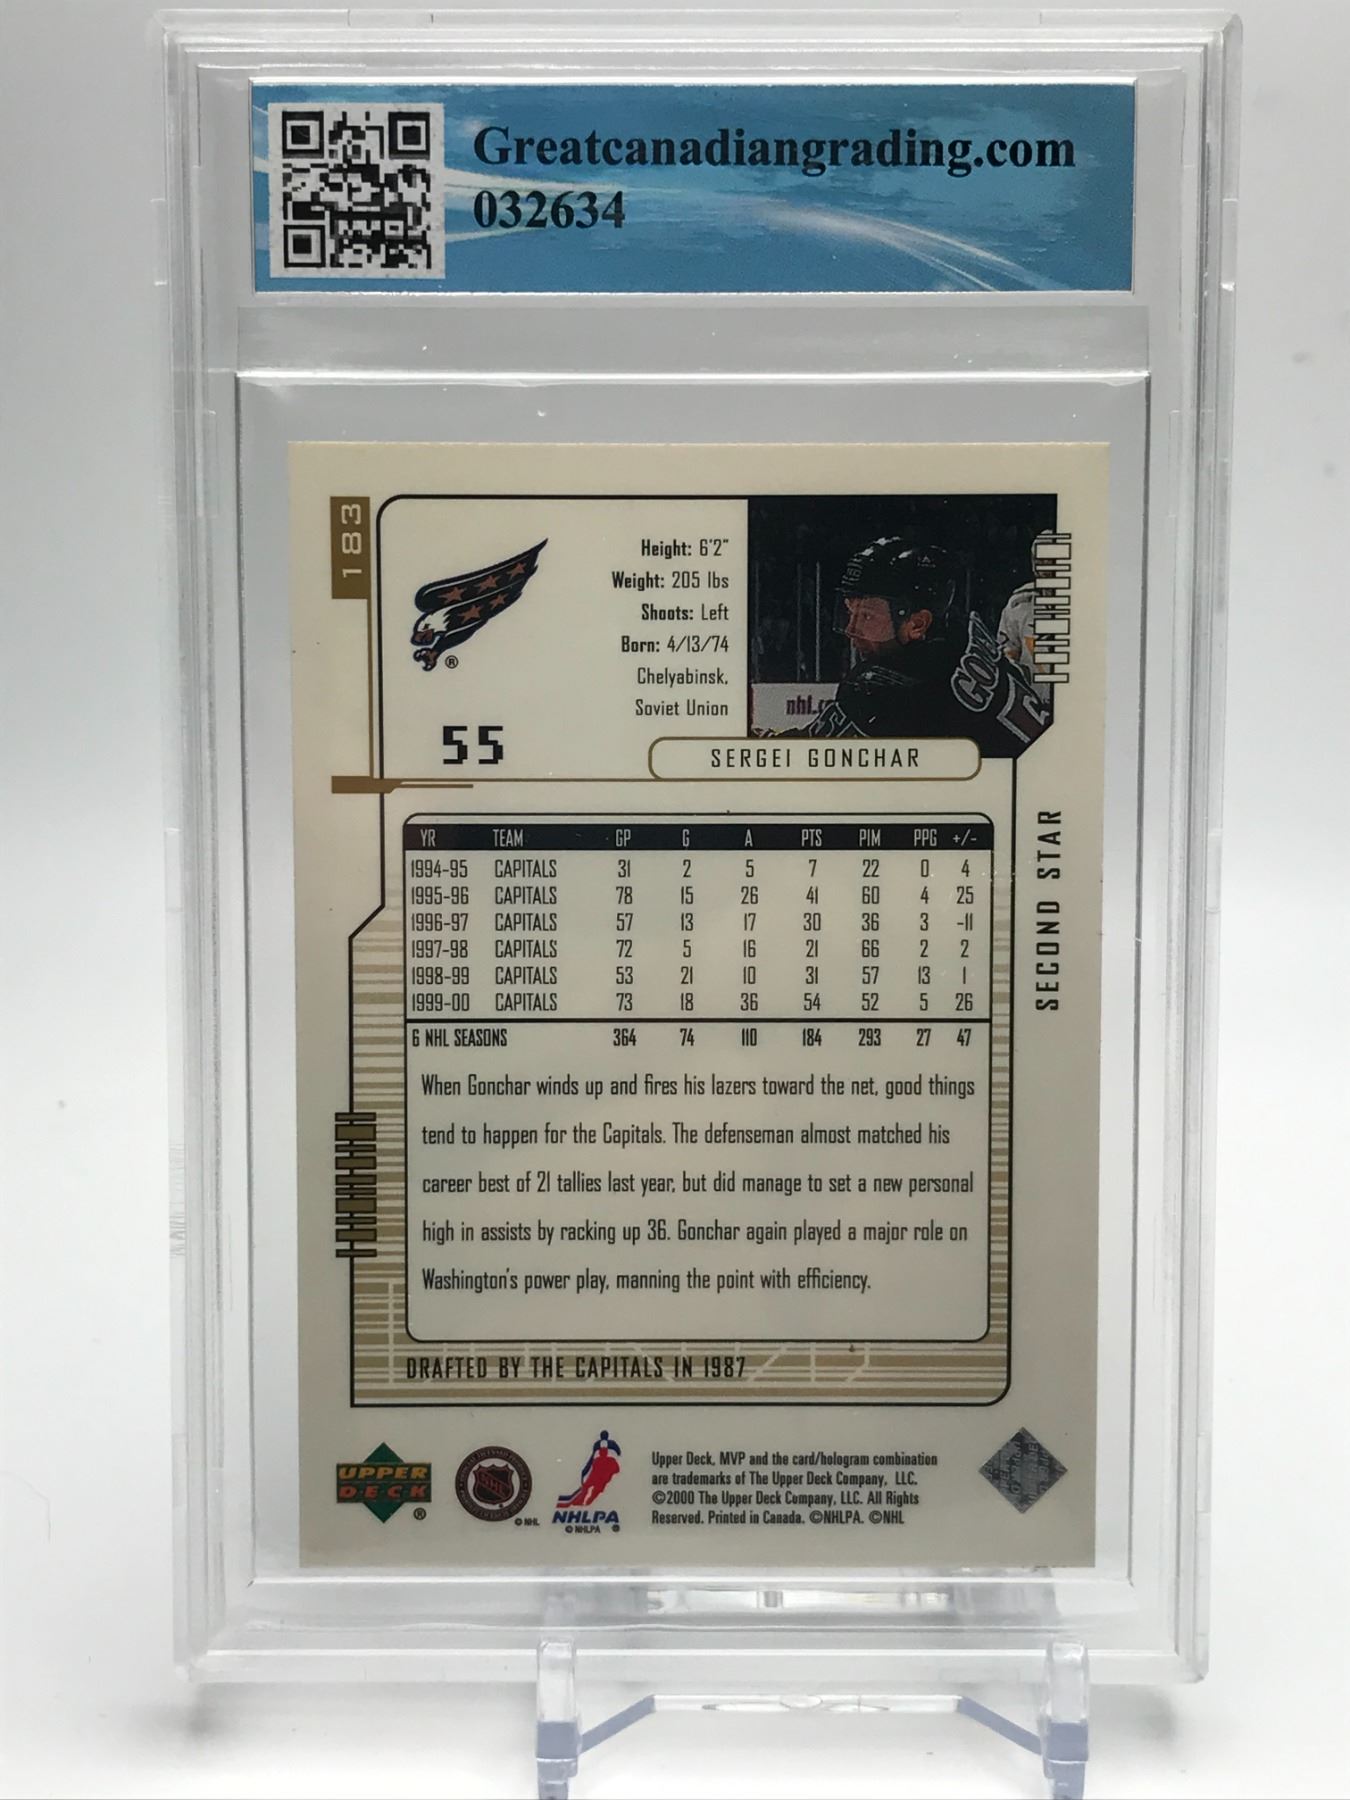 Greatcanadiangrading.com
032634
183
Height: 6'2"
Weight: 205 lbs
Shoots: Left
Born: 4/13/74
Chelyabinsk,
Soviet Union
55
SERGEI GONCHAR
SECOND STAR
YR TEAM GP G A PTS PIM PPG +/-
1994-95 CAPITALS 31 2 5 7 22 0 4
1995-96 CAPITALS 78 15 26 41 60 4 25
1996-97 CAPITALS 57 13 17 30 36 3 -11
1997-98 CAPITALS 72 5 16 21 66 2 2
1998-99 CAPITALS 53 21 10 31 57 13 1
1999-00 CAPITALS 73 18 36 54 52 5 26
6 NHL SEASONS 364 74 110 184 293 27 47
When Gonchar winds up and fires his lazers toward the net, good things
tend to happen for the Capitals. The defenseman almost matched his
career best of 21 tallies last year, but did manage to set a new personal
high in assists by racking up 36. Gonchar again played a major role on
Washington's power play, manning the point with efficiency.
DRAFTED BY THE CAPITALS IN 1987
UPPER
DECK
®
NHL
© NHL
NHLPA
© NHLPA ®
Upper Deck, MVP and the card/hologram combination
are trademarks of The Upper Deck Company, LLC.
©2000 The Upper Deck Company, LLC. All Rights
Reserved. Printed in Canada. ©NHLPA. ©NHL